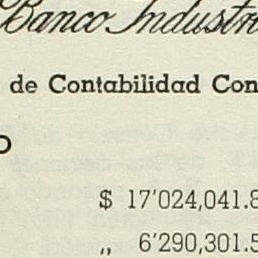 Banco Industri
de Contabilidad Con
O
$ 17'024,041.8
„ 6'290,301.5